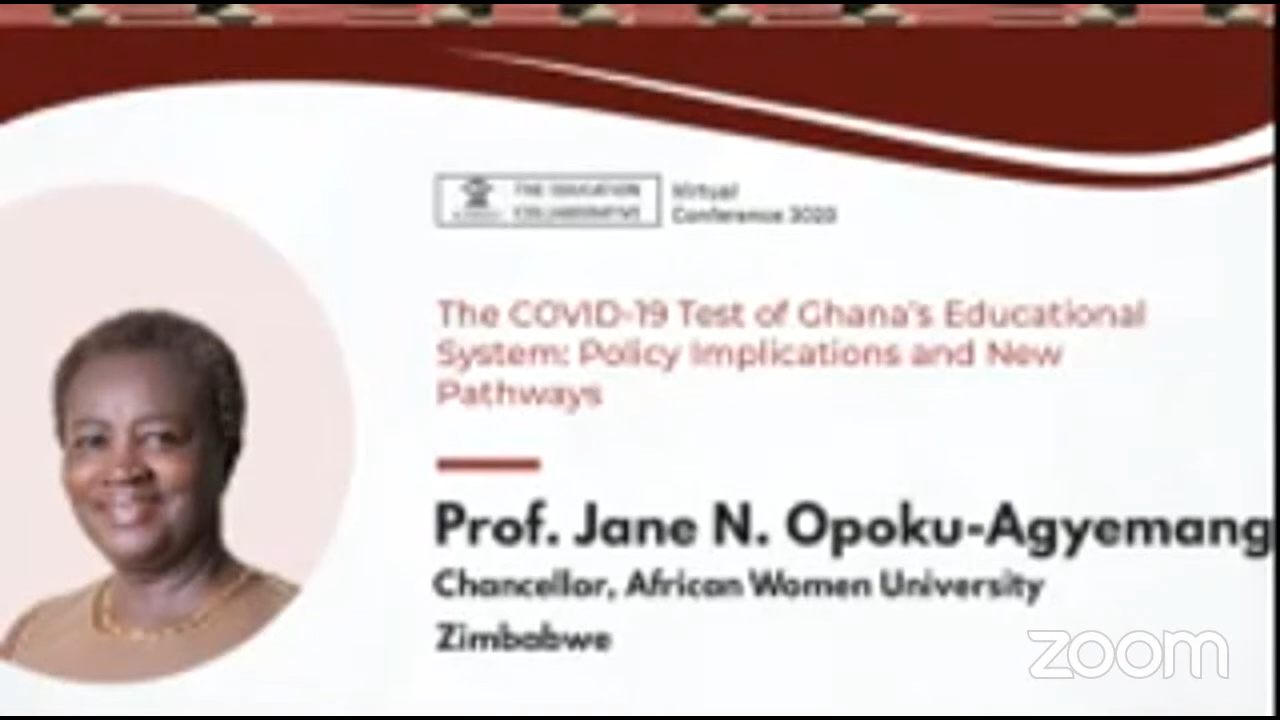 THE EDUCATION
COLLABORATIVE
Virtual
Conference 2020
The COVID-19 Test of Ghana's Educational
System: Policy Implications and New
Pathways
Prof. Jane N. Opoku-Agyemang
Chancellor, African Women University
Zimbabwe
zoom